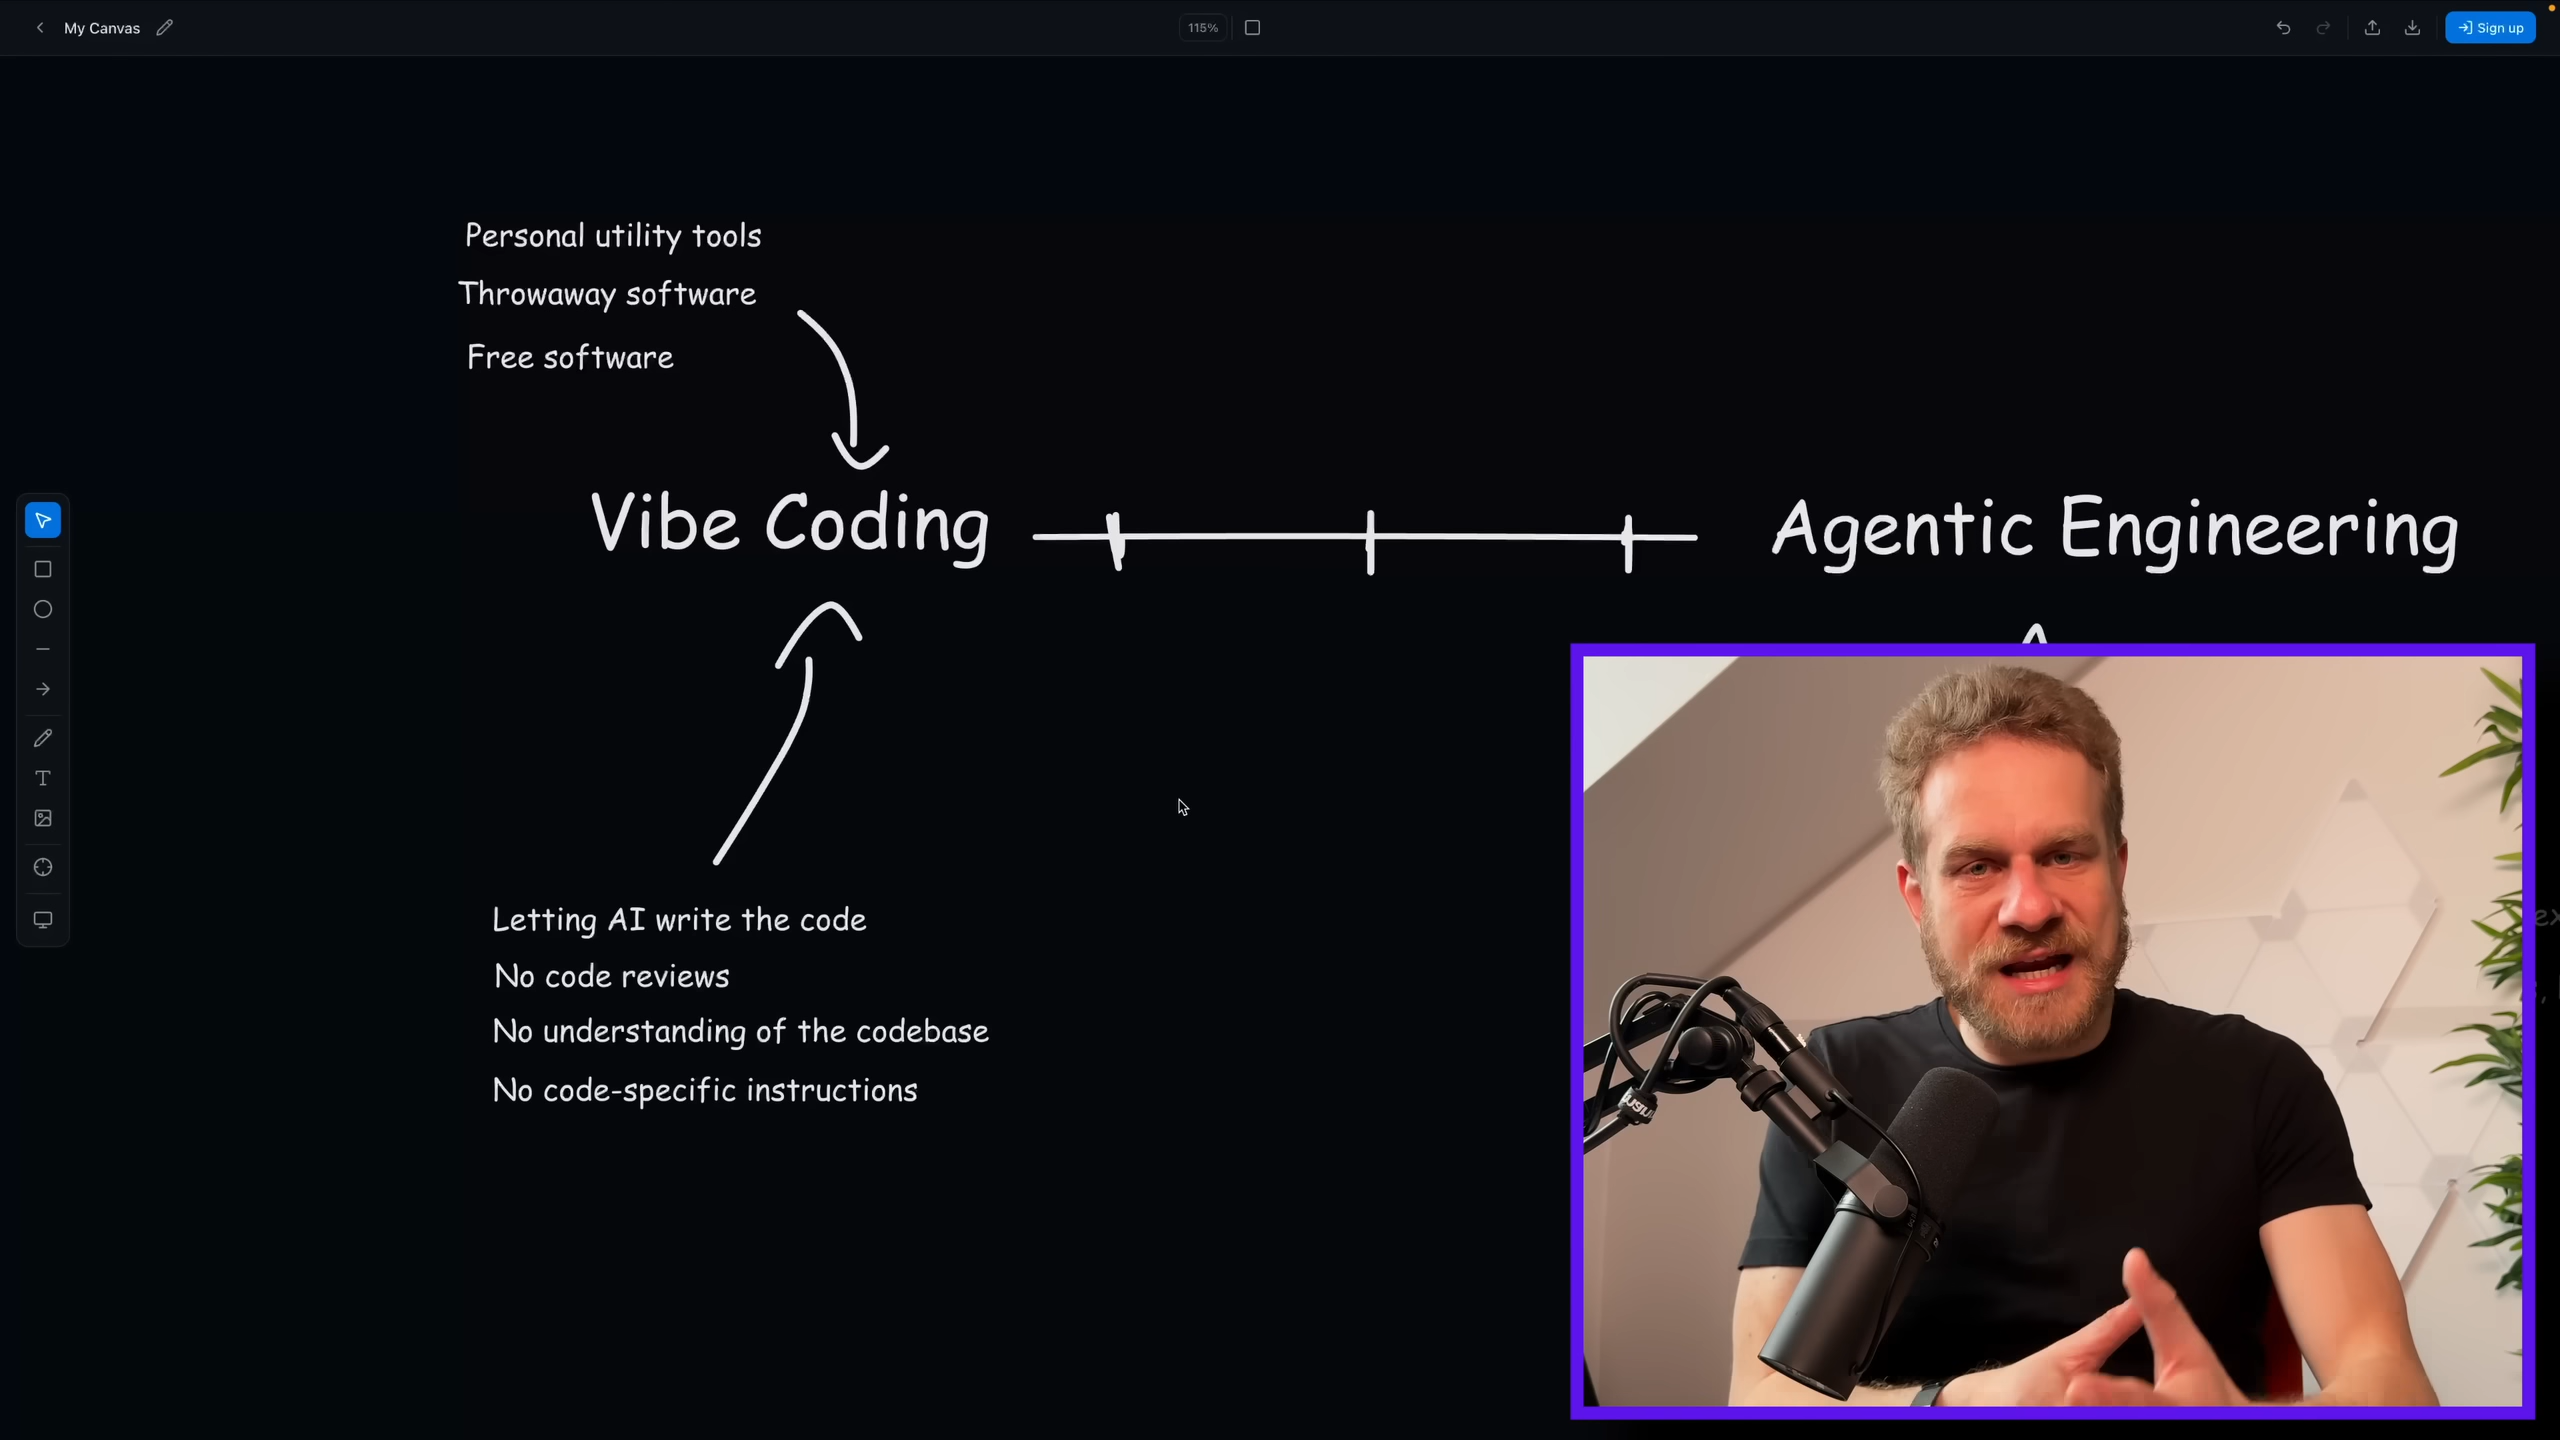 My Canvas
115%
Sign up
Personal utility tools
Throwaway software
Free software
Vibe Coding
Agentic Engineering
Letting AI write the code
No code reviews
No understanding of the codebase
No code-specific instructions